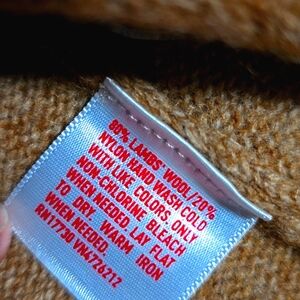 80% LAMBS' WOOL/20%
NYLON HAND WASH COLD
WITH LIKE COLORS, ONLY
NON-CHLORINE BLEACH
WHEN NEEDED, LAY FLAT
TO DRY. WARM IRON
WHEN NEEDED.
RN17730 VM476212